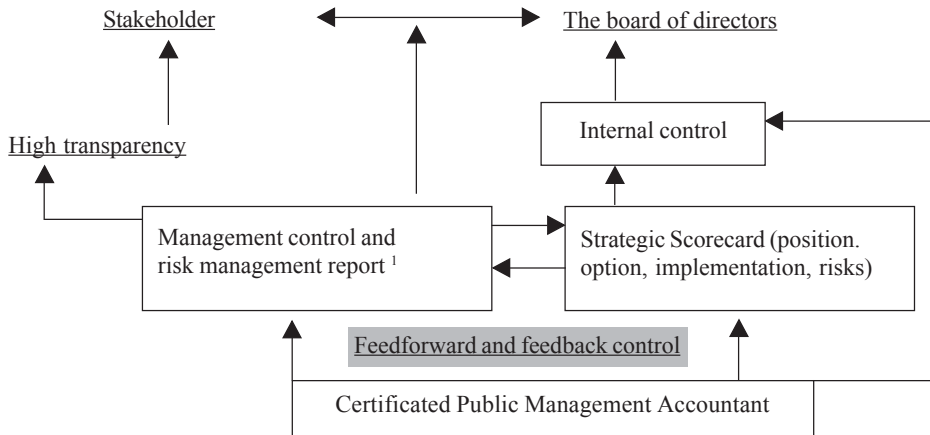 Stakeholder
The board of directors
Internal control
High transparency
Management control and
risk management report 1
Strategic Scorecard (position.
option, implementation, risks)
Feedforward and feedback control
Certificated Public Management Accountant